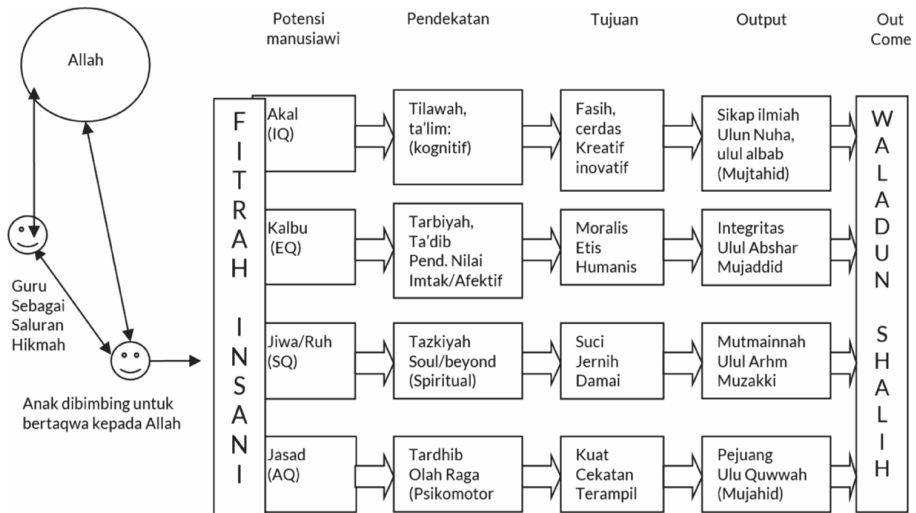 Potensi
manusiawi
Pendekatan
Tujuan
Output
Out
Come
Allah
Guru
Sebagai
Saluran
Hikmah
Anak dibimbing untuk
bertaqwa kepada Allah
FITRAH INSANI
Akal
(IQ)
Tilawah,
ta'lim:
(kognitif)
Fasih,
cerdas
Kreatif
inovatif
Sikap ilmiah
Ulun Nuha,
ulul albab
(Mujtahid)
Kalbu
(EQ)
Tarbiyah,
Ta'dib
Pend. Nilai
Imtak/Afektif
Moralis
Etis
Humanis
Integritas
Ulul Abshar
Mujaddid
Jiwa/Ruh
(SQ)
Tazkiyah
Soul/beyond
(Spiritual)
Suci
Jernih
Damai
Mutmainnah
Ulul Arhm
Muzakki
Jasad
(AQ)
Tardhib
Olah Raga
(Psikomotor
Kuat
Cekatan
Terampil
Pejuang
Ulu Quwwah
(Mujahid)
WALADUN SHALIH